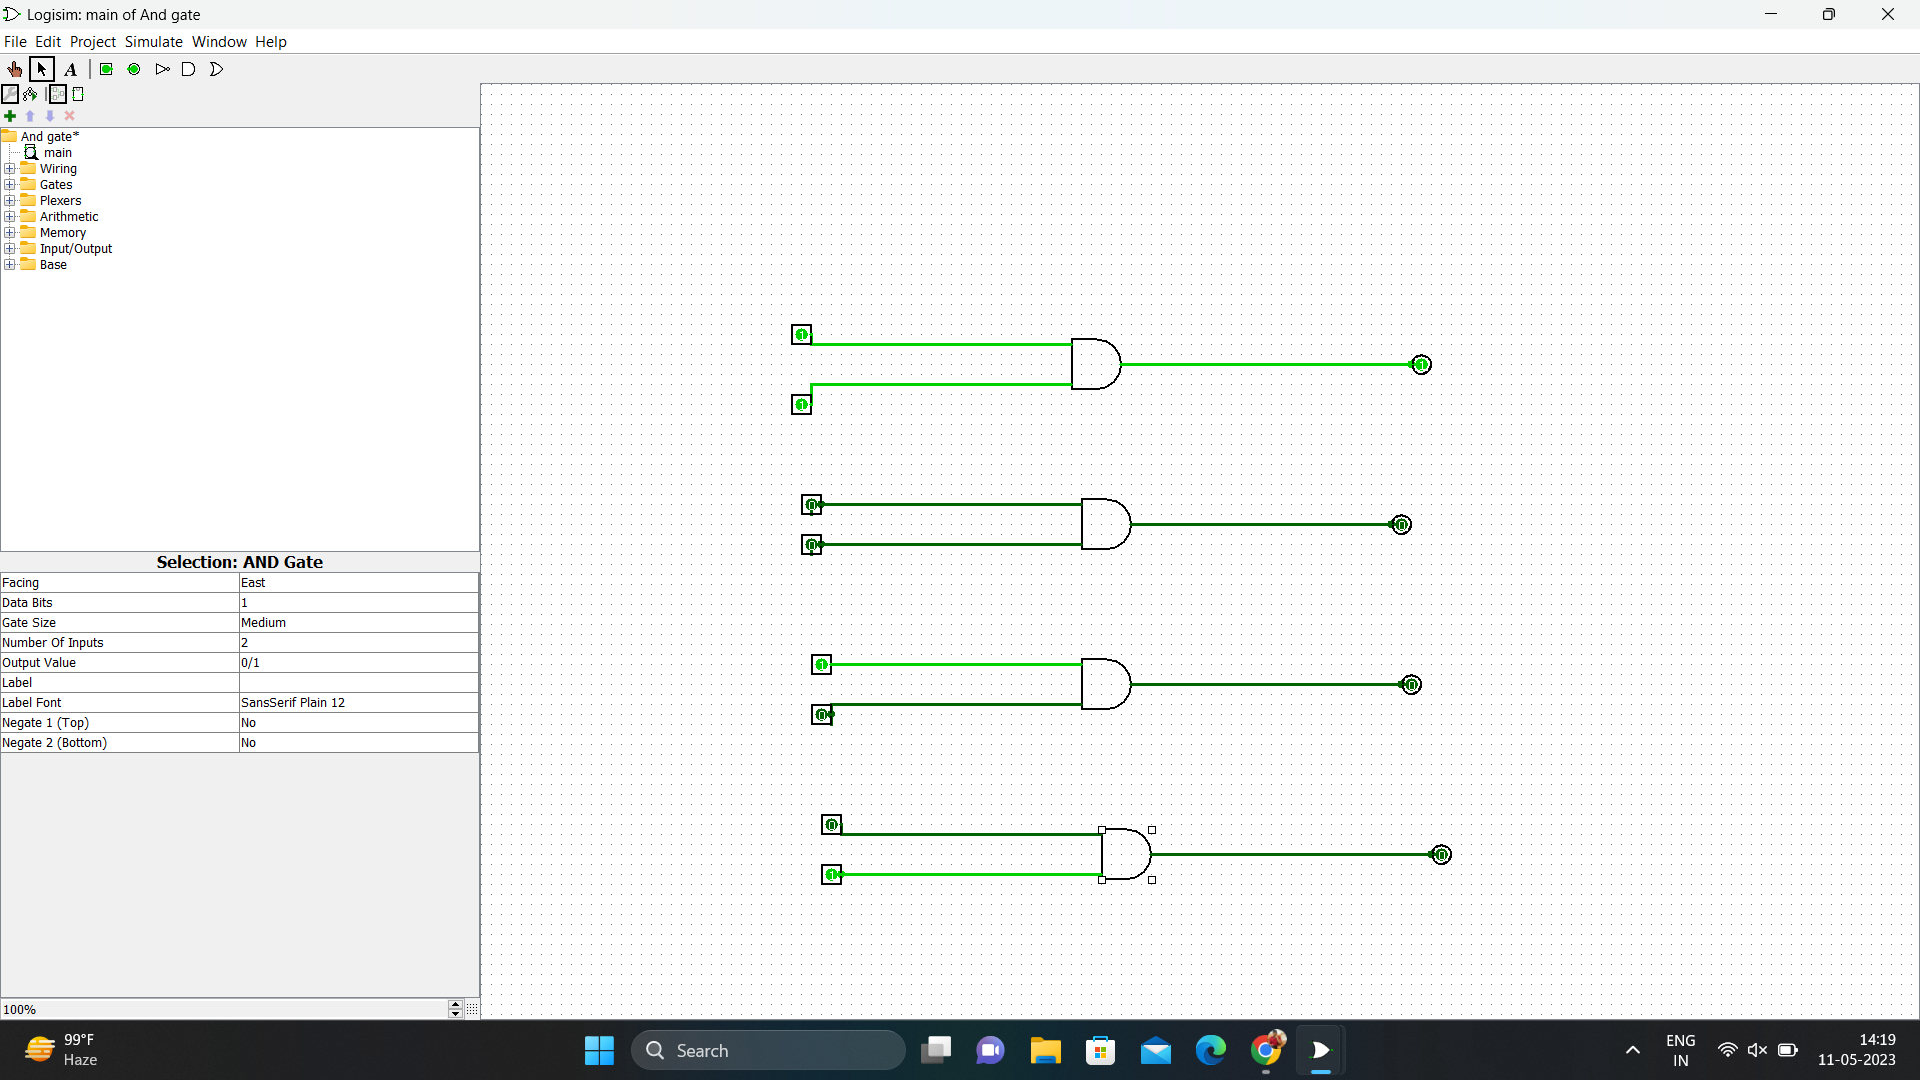 Logisim: main of And gate
File Edit Project Simulate Window Help
A
And gate*
main
Wiring
Gates
Plexers
Arithmetic
Memory
Input/Output
Base
Selection: AND Gate
Facing East
Data Bits 1
Gate Size Medium
Number Of Inputs 2
Output Value 0/1
Label
Label Font SansSerif Plain 12
Negate 1 (Top) No
Negate 2 (Bottom) No
100%
1
1
1
0
0
0
1
0
0
0
1
0
99°F
Haze
Search
ENG
IN
14:19
11-05-2023